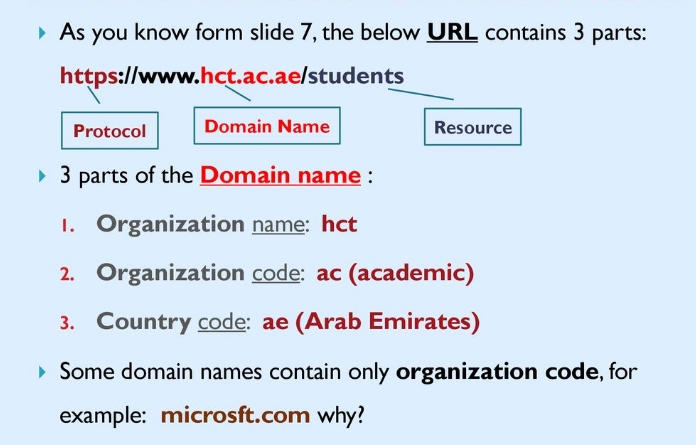 As you know form slide 7, the below URL contains 3 parts:
https://www.hct.ac.ae/students
Protocol
Domain Name
Resource
3 parts of the Domain name :
1. Organization name: hct
2. Organization code: ac (academic)
3. Country code: ae (Arab Emirates)
Some domain names contain only organization code, for
example: microsft.com why?